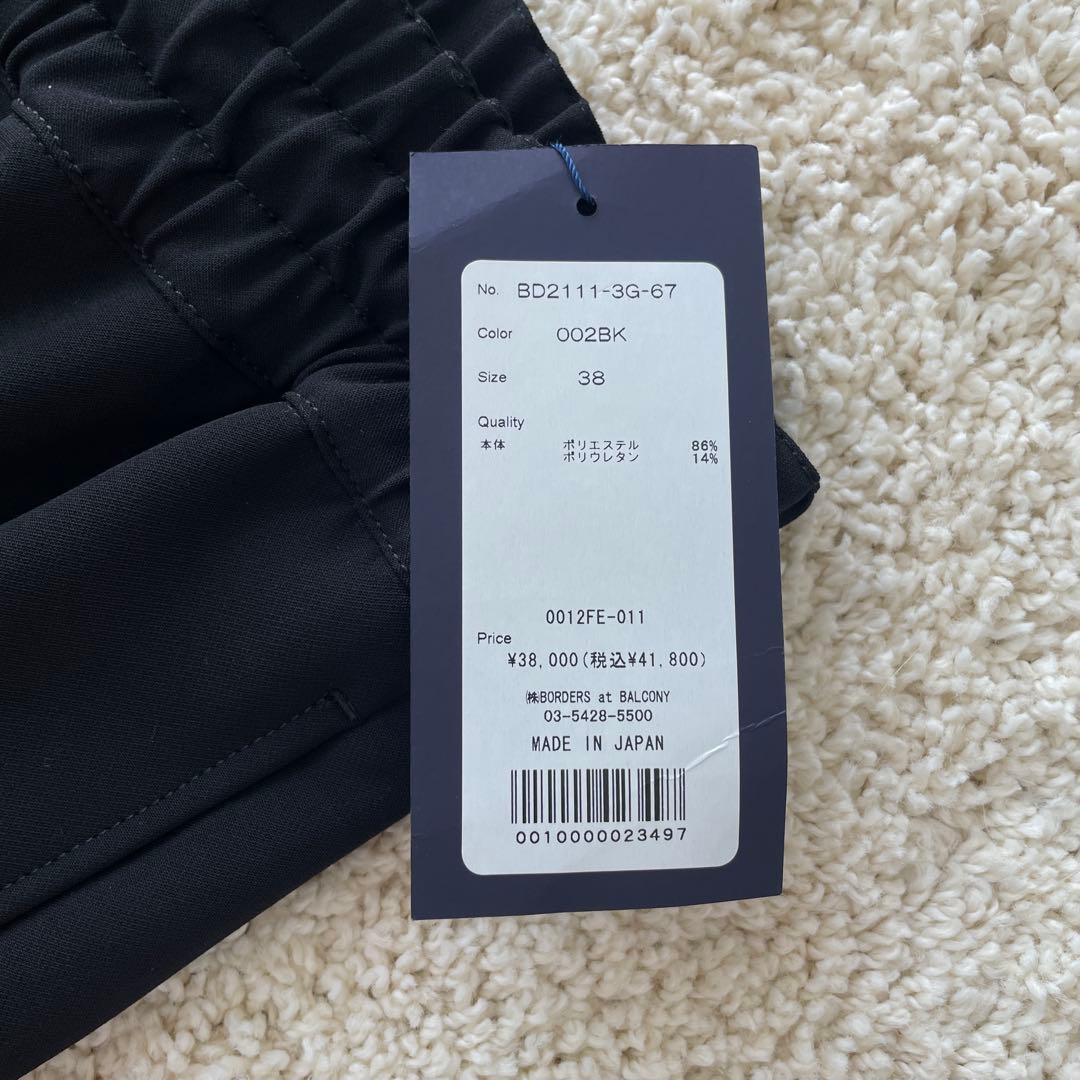 No. BD2111-3G-67
Color 002BK
Size 38
Quality
本体 ポリエステル 86%
ポリウレタン 14%
0012FE-011
Price
¥38,000(税込¥41,800)
㈱BORDERS at BALCONY
03-5428-5500
MADE IN JAPAN
0010000023497